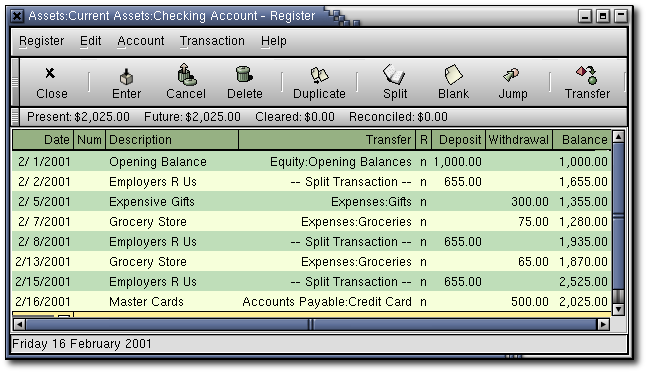 Assets:Current Assets:Checking Account - Register
Register Edit Account Transaction Help
Close Enter Cancel Delete Duplicate Split Blank Jump Transfer
Present: $2,025.00 Future: $2,025.00 Cleared: $0.00 Reconciled: $0.00
Date Num Description Transfer R Deposit Withdrawal Balance
2/ 1/2001 Opening Balance Equity:Opening Balances n 1,000.00 1,000.00
2/ 2/2001 Employers R Us -- Split Transaction -- n 655.00 1,655.00
2/ 5/2001 Expensive Gifts Expenses:Gifts n 300.00 1,355.00
2/ 7/2001 Grocery Store Expenses:Groceries n 75.00 1,280.00
2/ 8/2001 Employers R Us -- Split Transaction -- n 655.00 1,935.00
2/13/2001 Grocery Store Expenses:Groceries n 65.00 1,870.00
2/15/2001 Employers R Us -- Split Transaction -- n 655.00 2,525.00
2/16/2001 Master Cards Accounts Payable:Credit Card n 500.00 2,025.00
Friday 16 February 2001